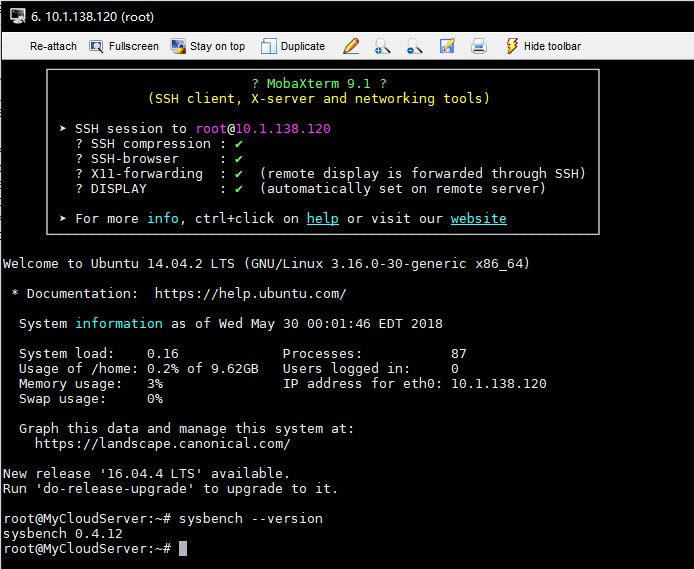 6. 10.1.138.120 (root)
Re-attach Fullscreen Stay on top Duplicate Hide toolbar
? MobaXterm 9.1 ?
(SSH client, X-server and networking tools)
➤ SSH session to root@10.1.138.120
? SSH compression : ✔
? SSH-browser : ✔
? X11-forwarding : ✔ (remote display is forwarded through SSH)
? DISPLAY : ✔ (automatically set on remote server)
➤ For more info, ctrl+click on help or visit our website
Welcome to Ubuntu 14.04.2 LTS (GNU/Linux 3.16.0-30-generic x86_64)
* Documentation: https://help.ubuntu.com/
System information as of Wed May 30 00:01:46 EDT 2018
System load: 0.16 Processes: 87
Usage of /home: 0.2% of 9.62GB Users logged in: 0
Memory usage: 3% IP address for eth0: 10.1.138.120
Swap usage: 0%
Graph this data and manage this system at:
https://landscape.canonical.com/
New release '16.04.4 LTS' available.
Run 'do-release-upgrade' to upgrade to it.
root@MyCloudServer:~# sysbench --version
sysbench 0.4.12
root@MyCloudServer:~#